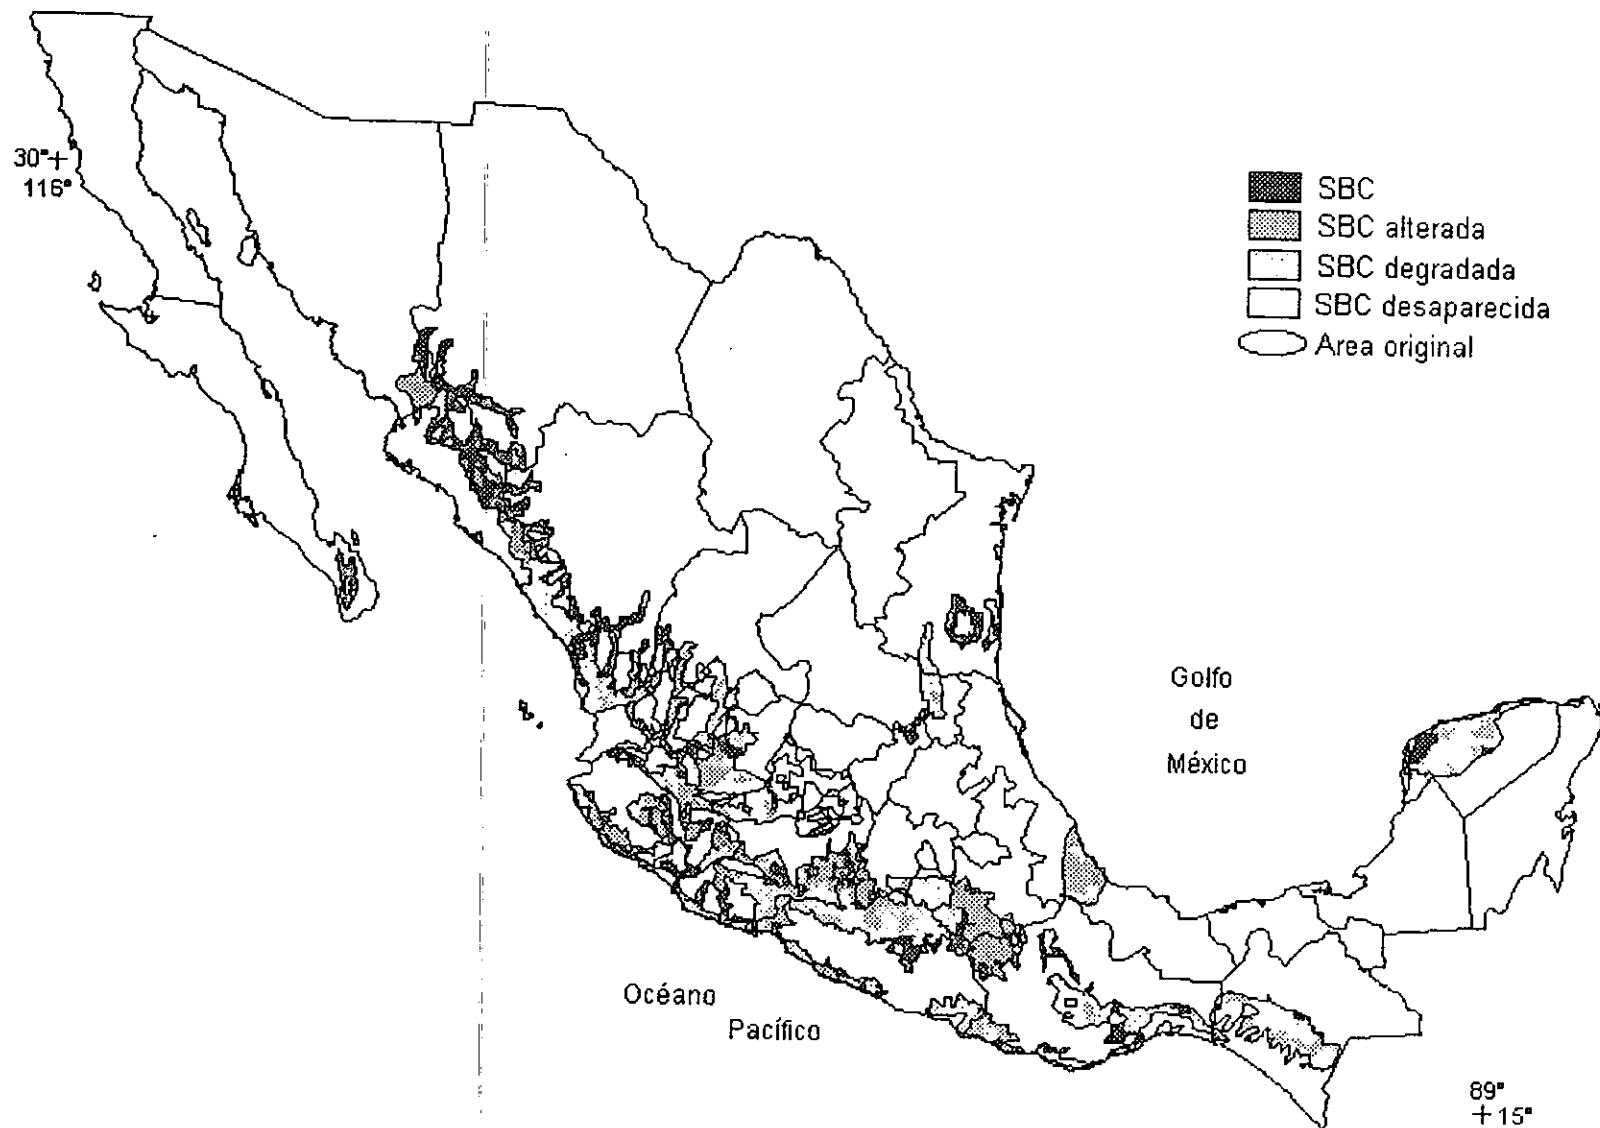 30°+
116°
SBC
SBC alterada
SBC degradada
SBC desaparecida
Area original
Golfo
de
México
Océano
Pacífico
89°
+15°